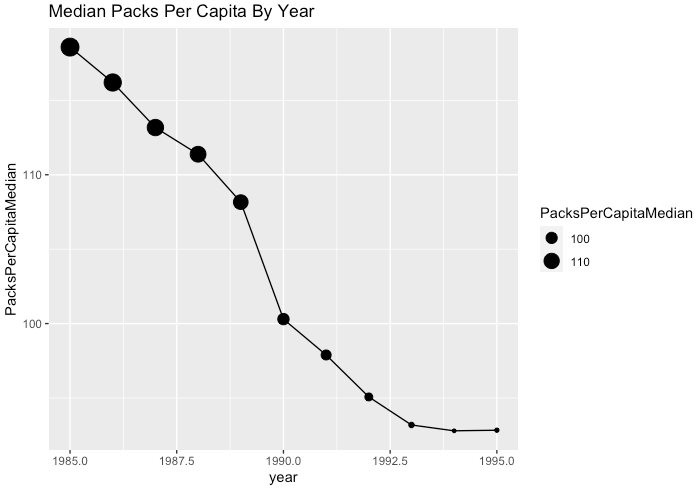 Median Packs Per Capita By Year
PacksPerCapitaMedian
110
100
1985.0 1987.5 1990.0 1992.5 1995.0
year
PacksPerCapitaMedian
100
110